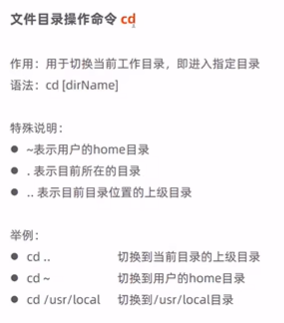 文件目录操作命令 cd
作用：用于切换当前工作目录，即进入指定目录
语法：cd [dirName]
特殊说明：
● ~表示用户的home目录
● . 表示目前所在的目录
● .. 表示目前目录位置的上级目录
举例：
● cd .. 切换到当前目录的上级目录
● cd ~ 切换到用户的home目录
● cd /usr/local 切换到/usr/local目录